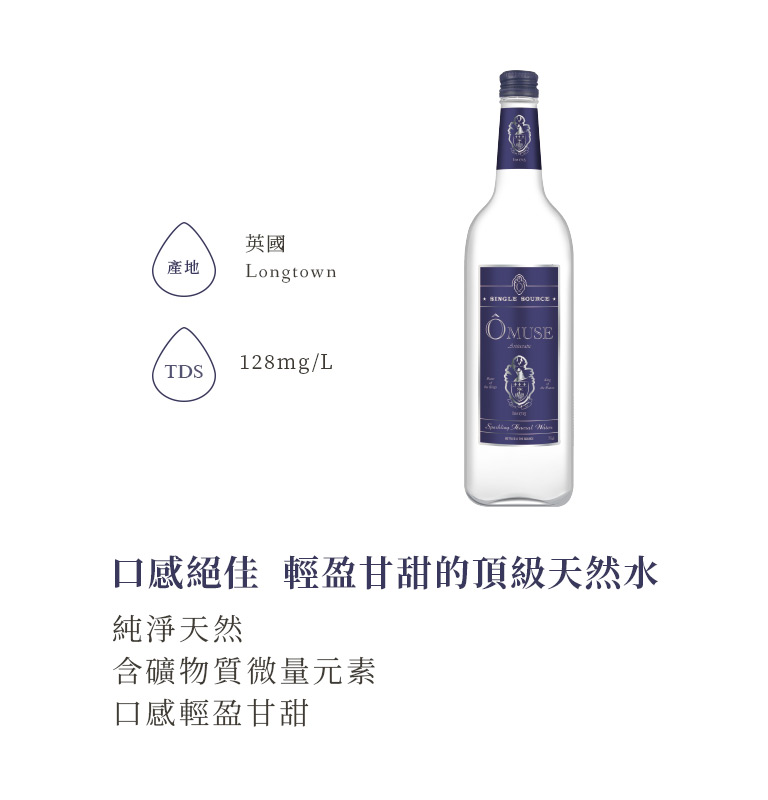 產地
英國
Longtown
TDS
128mg/L
SINGLE SOURCE
ÔMUSE
Sparkling Mineral Water
口感絕佳 輕盈甘甜的頂級天然水
純淨天然
含礦物質微量元素
口感輕盈甘甜